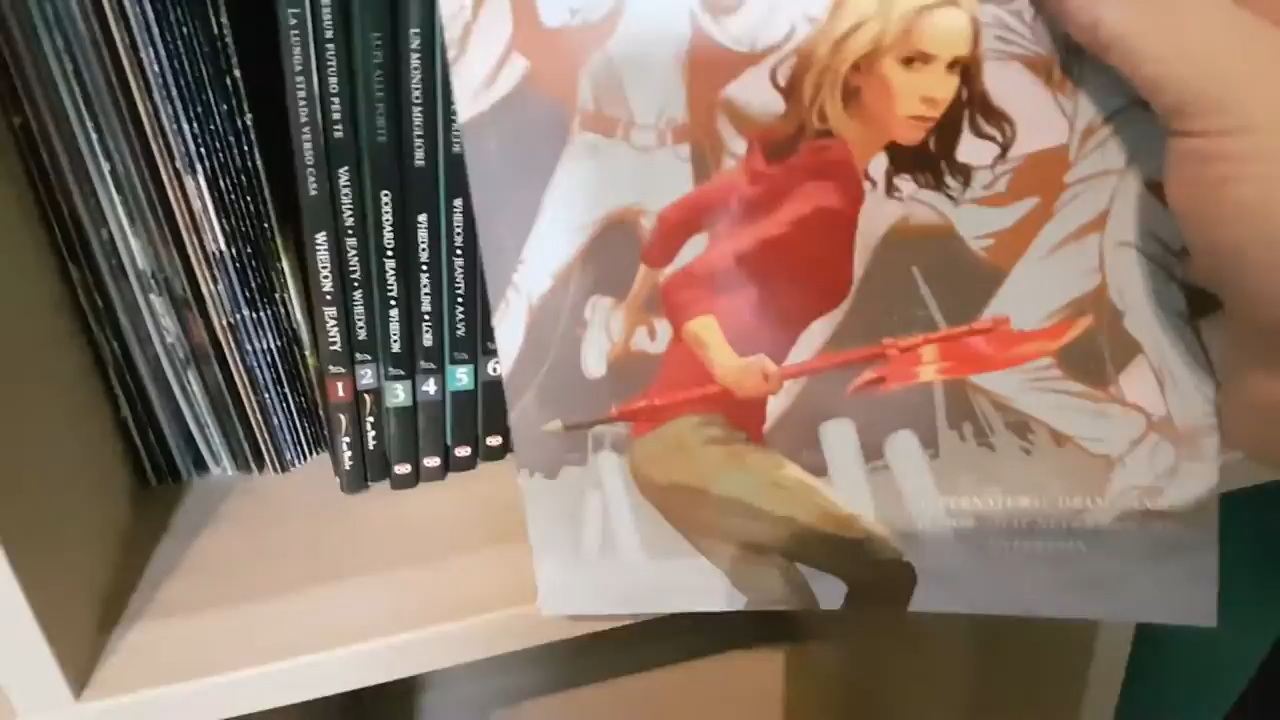 LA LUNGA STRADA VERSO CASA
WHEDON • JEANTY
1
ESSUN FUTURO PER TE
VAUGHAN • JEANTY • WHEDON
2
LUPI ALLE PORTE
GODDARD • JEANTY • WHEDON
3
UN MONDO MIGLIORE
WHEDON • MOLINE • LOEB
4
WHEDON • JEANTY • AA.VV.
5
6